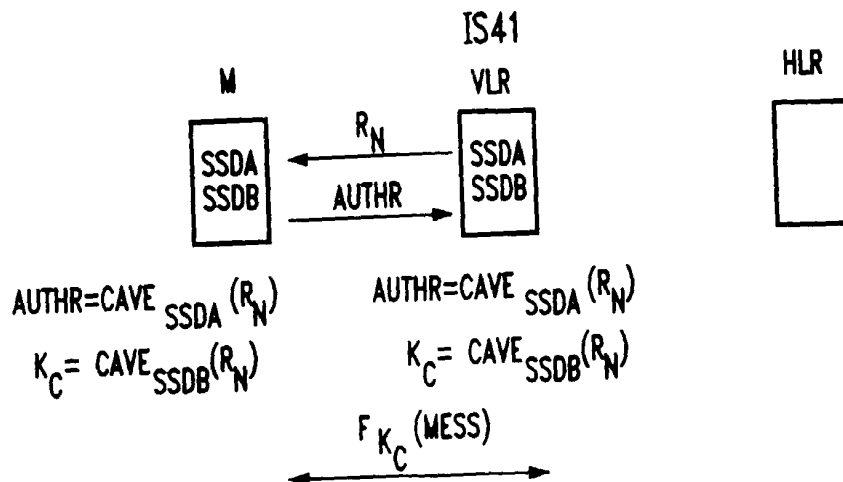 IS41
M
VLR
HLR
SSDA
SSDB
R_N
AUTHR
SSDA
SSDB
AUTHR=CAVE_SSDA(R_N)
K_C= CAVE_SSDB(R_N)
AUTHR=CAVE_SSDA(R_N)
K_C= CAVE_SSDB(R_N)
F_K_C(MESS)